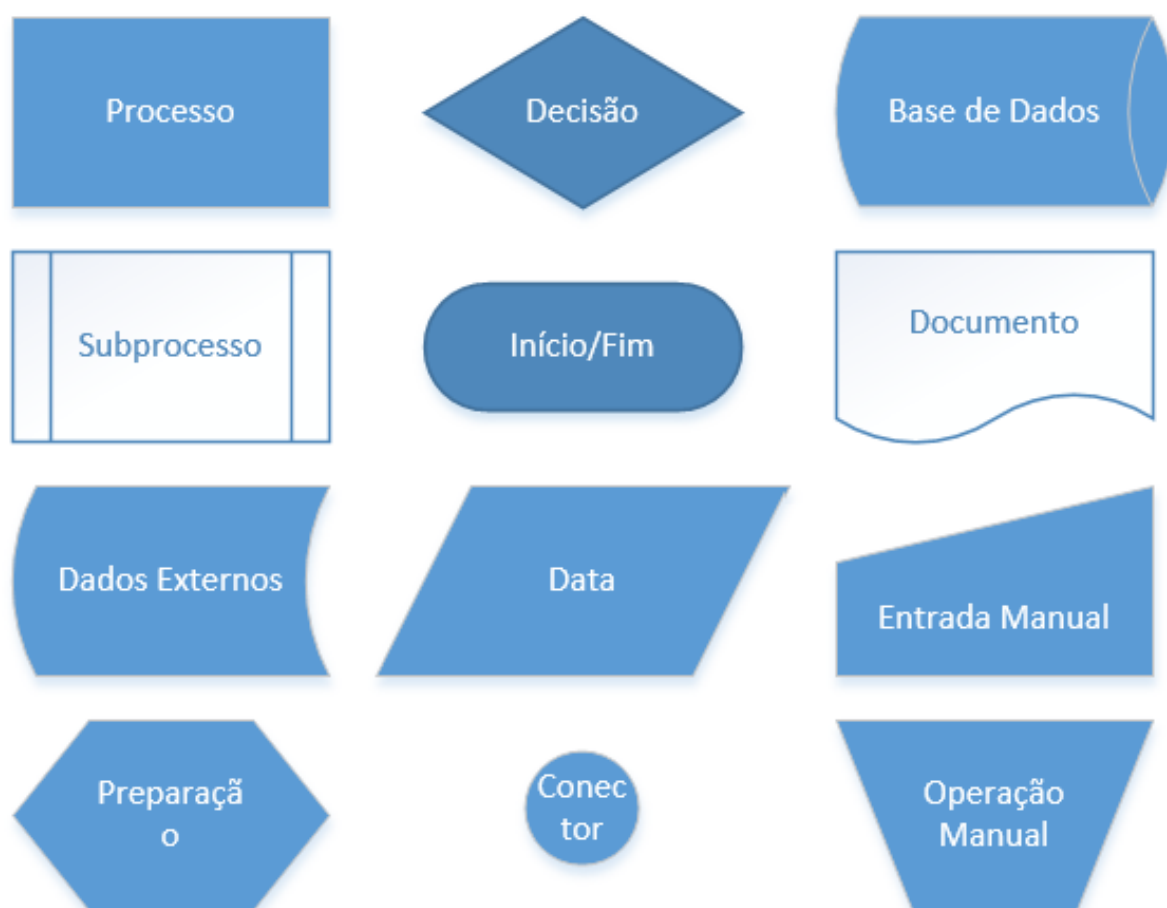 Processo
Decisão
Base de Dados
Subprocesso
Início/Fim
Documento
Dados Externos
Data
Entrada Manual
Preparaçã
o
Conec
tor
Operação
Manual